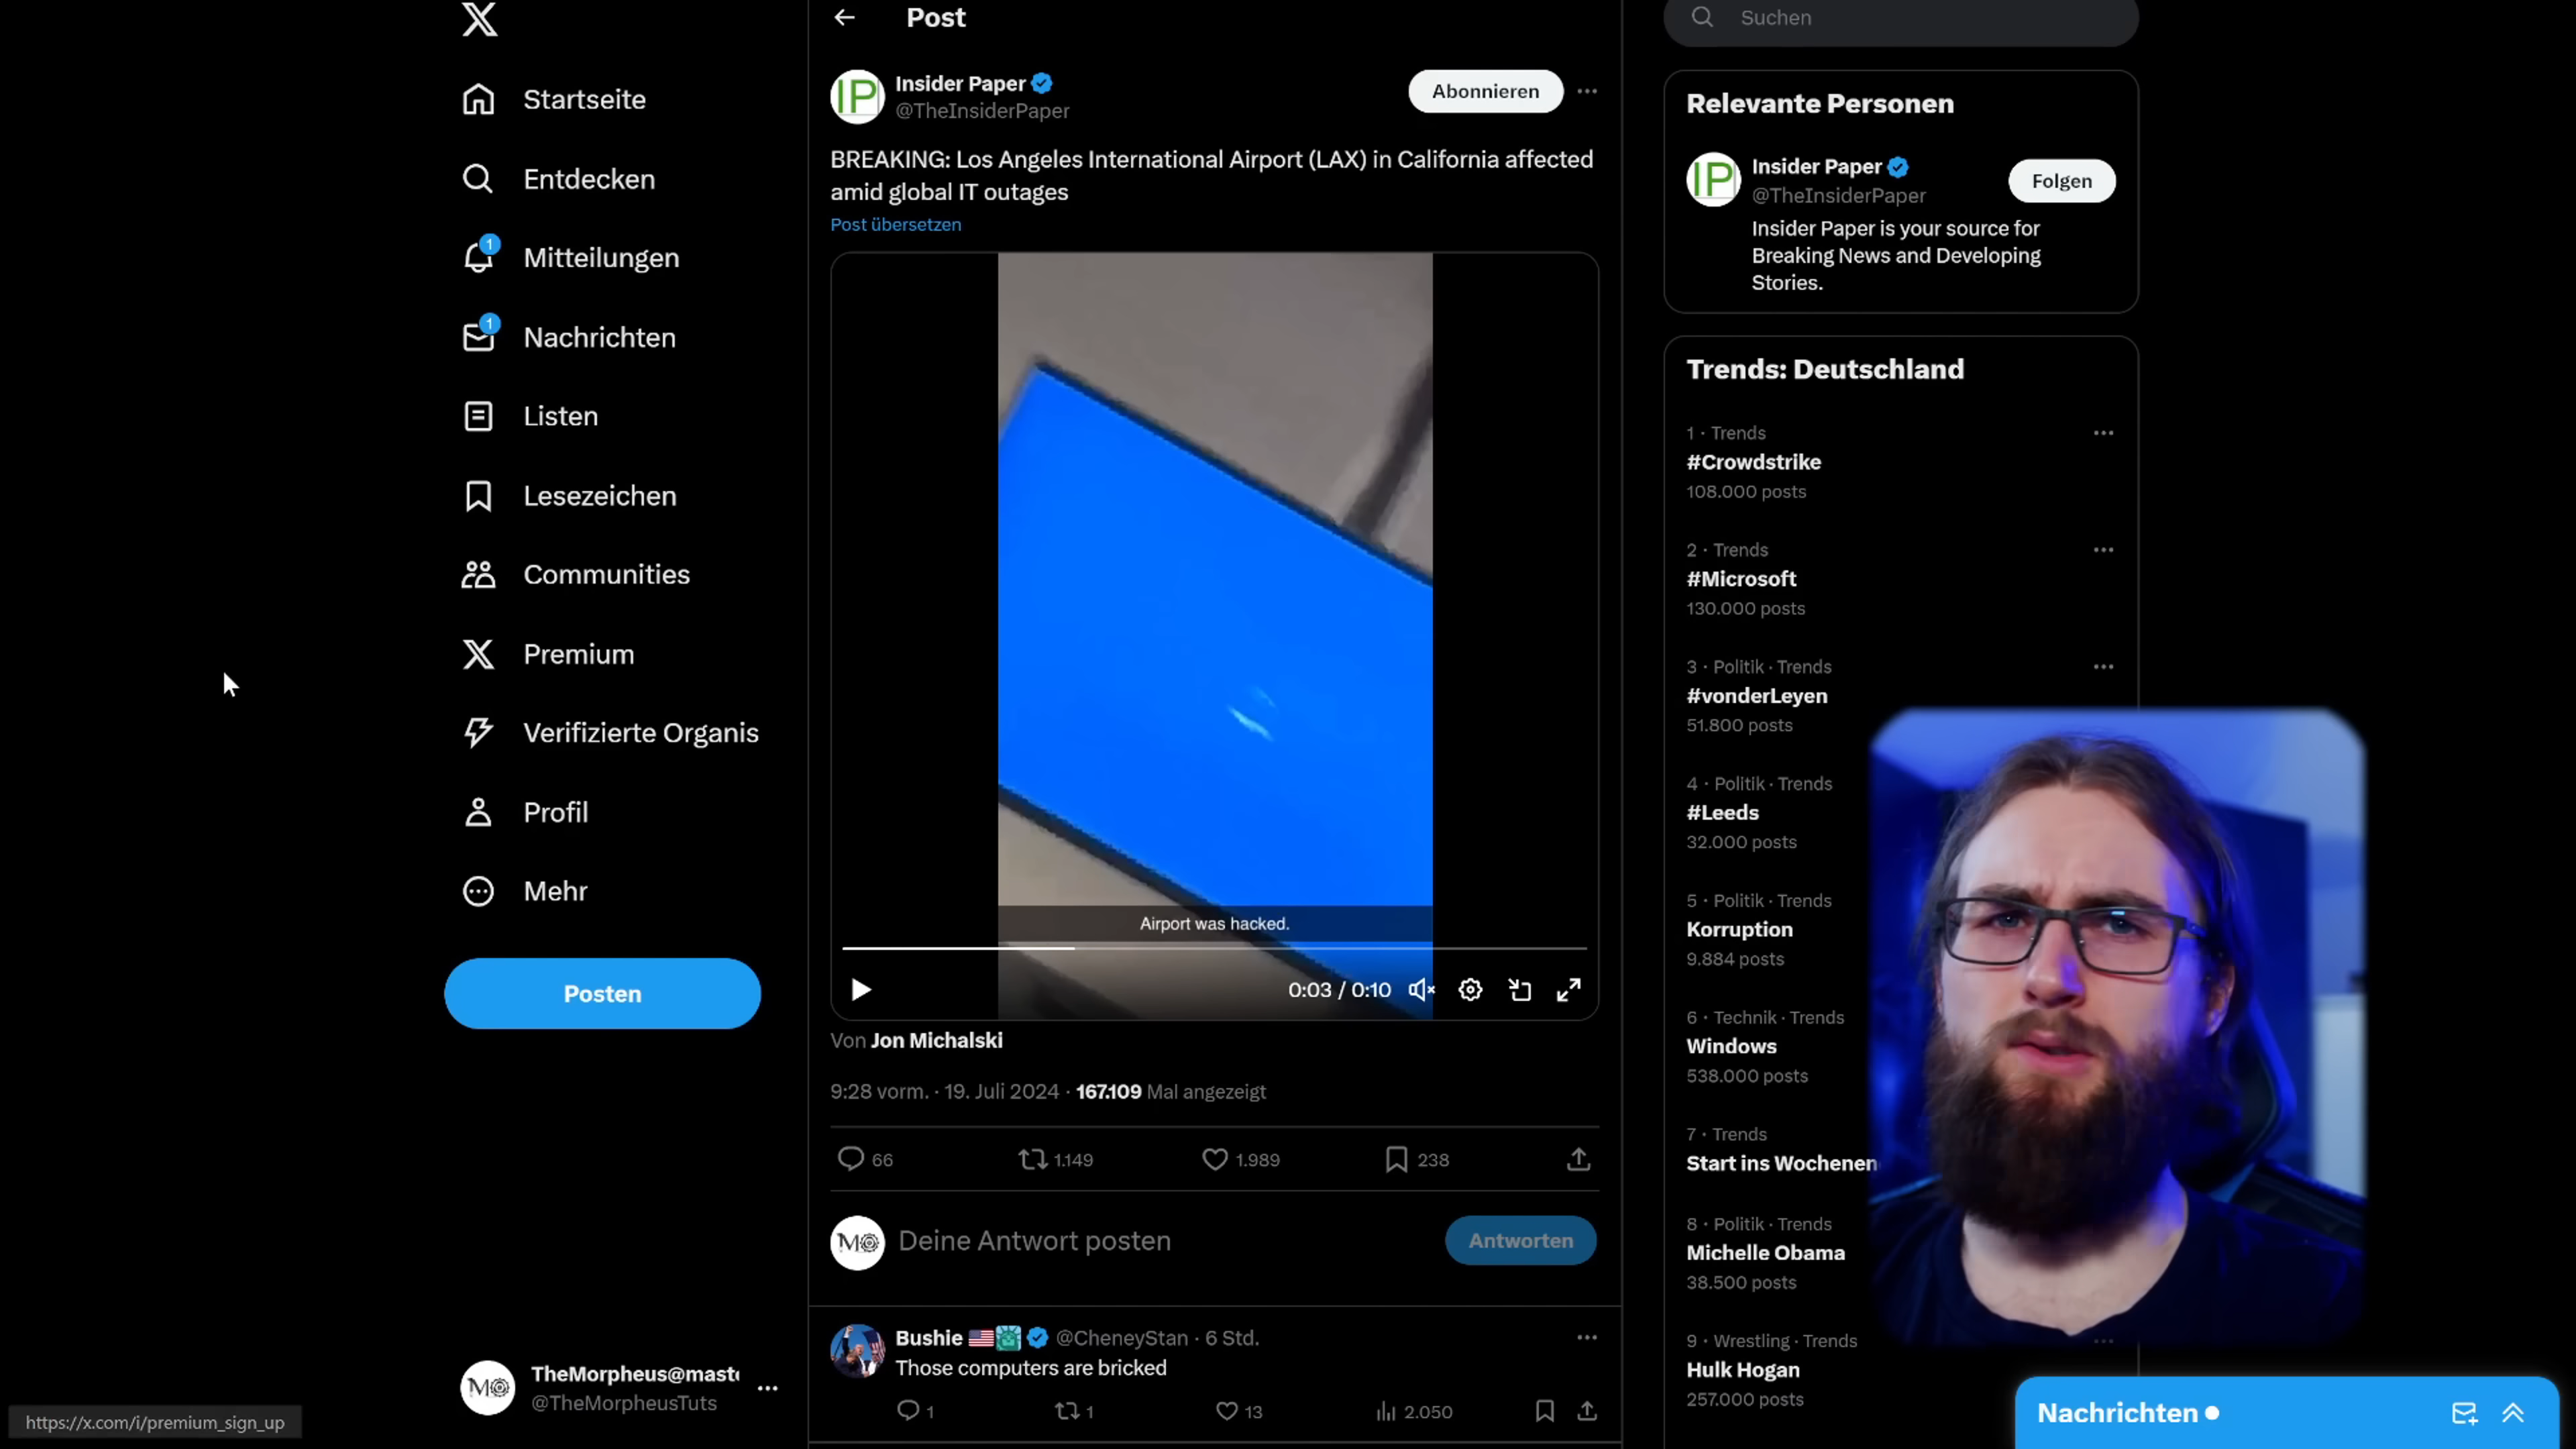 Post
Suchen
Startseite
Entdecken
1
Mitteilungen
1
Nachrichten
Listen
Lesezeichen
Communities
Premium
Verifizierte Organis
Profil
Mehr
Posten
TheMorpheus@mast
@TheMorpheusTuts
https://x.com/i/premium_sign_up
IP
Insider Paper
@TheInsiderPaper
Abonnieren
BREAKING: Los Angeles International Airport (LAX) in California affected
amid global IT outages
Post übersetzen
Airport was hacked.
0:03 / 0:10
Von Jon Michalski
9:28 vorm. · 19. Juli 2024 · 167.109 Mal angezeigt
66 1.149 1.989 238
Deine Antwort posten
Antworten
Bushie @CheneyStan · 6 Std.
Those computers are bricked
1 1 13 2.050
Relevante Personen
IP
Insider Paper
@TheInsiderPaper
Folgen
Insider Paper is your source for
Breaking News and Developing
Stories.
Trends: Deutschland
1 · Trends
#Crowdstrike
108.000 posts
2 · Trends
#Microsoft
130.000 posts
3 · Politik · Trends
#vonderLeyen
51.800 posts
4 · Politik · Trends
#Leeds
32.000 posts
5 · Politik · Trends
Korruption
9.884 posts
6 · Technik · Trends
Windows
538.000 posts
7 · Trends
Start ins Wochenen
8 · Politik · Trends
Michelle Obama
38.500 posts
9 · Wrestling · Trends
Hulk Hogan
257.000 posts
Nachrichten